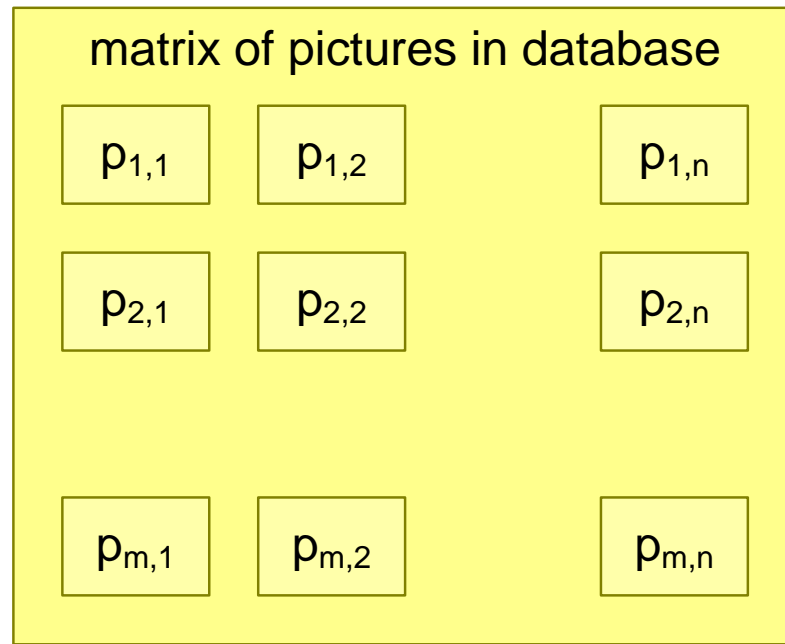 matrix of pictures in database
p1,1 p1,2 p1,n
p2,1 p2,2 p2,n
pm,1 pm,2 pm,n